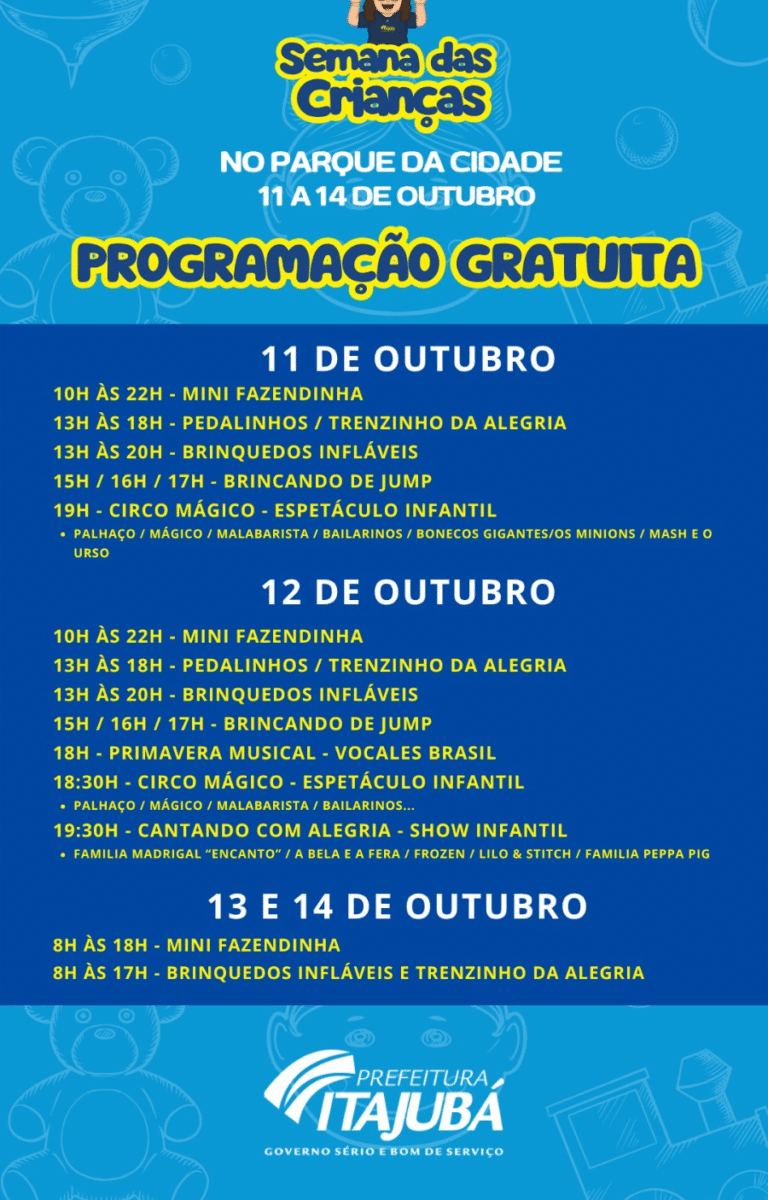 Semana das
Crianças
NO PARQUE DA CIDADE
11 A 14 DE OUTUBRO
PROGRAMAÇÃO GRATUITA
11 DE OUTUBRO
10H ÀS 22H - MINI FAZENDINHA
13H ÀS 18H - PEDALINHOS / TRENZINHO DA ALEGRIA
13H ÀS 20H - BRINQUEDOS INFLÁVEIS
15H / 16H / 17H - BRINCANDO DE JUMP
19H - CIRCO MÁGICO - ESPETÁCULO INFANTIL
• PALHAÇO / MÁGICO / MALABARISTA / BAILARINOS / BONECOS GIGANTES/OS MINIONS / MASH E O
URSO
12 DE OUTUBRO
10H ÀS 22H - MINI FAZENDINHA
13H ÀS 18H - PEDALINHOS / TRENZINHO DA ALEGRIA
13H ÀS 20H - BRINQUEDOS INFLÁVEIS
15H / 16H / 17H - BRINCANDO DE JUMP
18H - PRIMAVERA MUSICAL - VOCALES BRASIL
18:30H - CIRCO MÁGICO - ESPETÁCULO INFANTIL
• PALHAÇO / MÁGICO / MALABARISTA / BAILARINOS...
19:30H - CANTANDO COM ALEGRIA - SHOW INFANTIL
• FAMILIA MADRIGAL “ENCANTO” / A BELA E A FERA / FROZEN / LILO & STITCH / FAMILIA PEPPA PIG
13 E 14 DE OUTUBRO
8H ÀS 18H - MINI FAZENDINHA
8H ÀS 17H - BRINQUEDOS INFLÁVEIS E TRENZINHO DA ALEGRIA
PREFEITURA
ITAJUBÁ
GOVERNO SÉRIO E BOM DE SERVIÇO